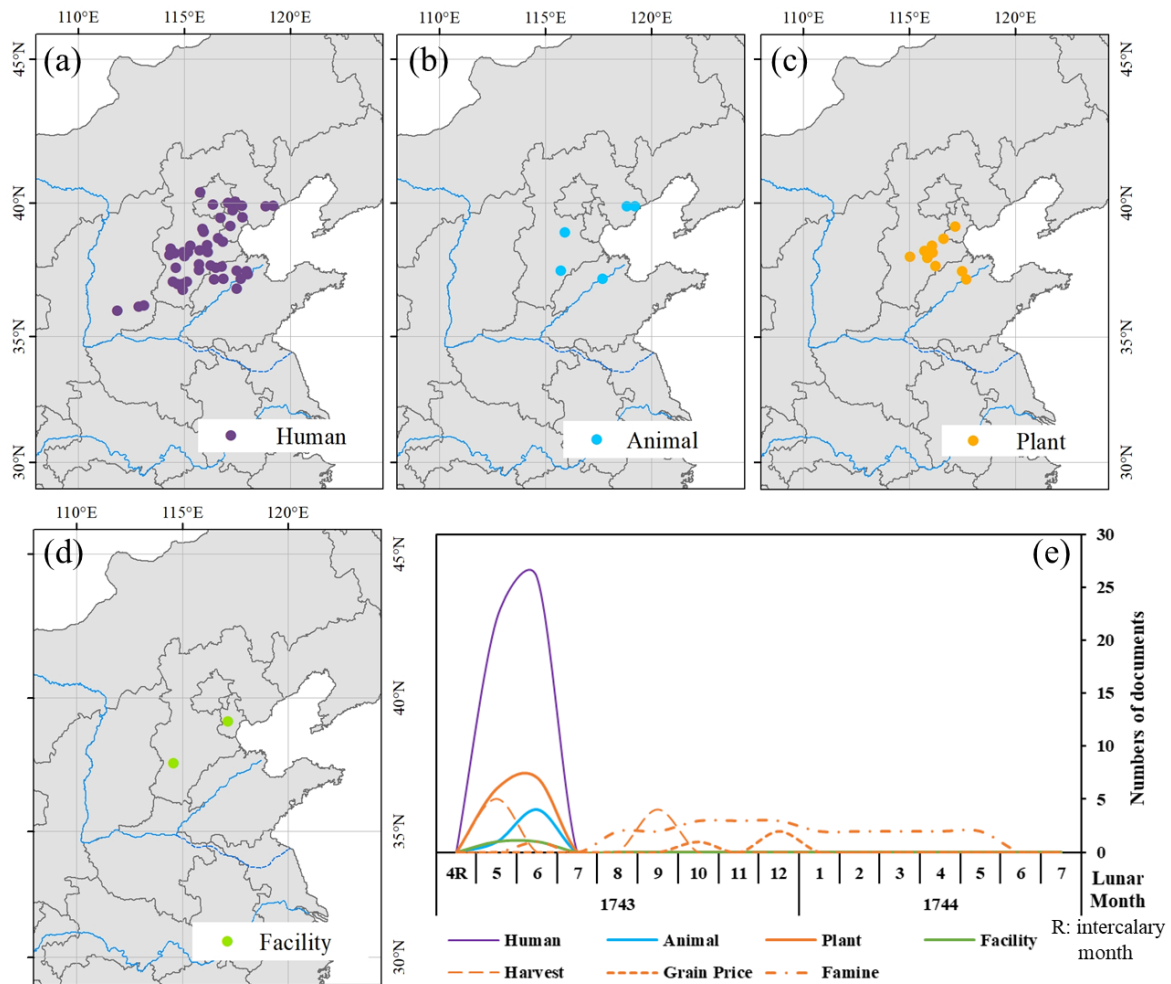 110°E 115°E 120°E
110°E 115°E 120°E
110°E 115°E 120°E
(a)
(b)
(c)
45°N
40°N
35°N
30°N
45°N
40°N
35°N
30°N
Human
Animal
Plant
110°E 115°E 120°E
(d)
45°N
40°N
35°N
30°N
Facility
(e)
30
25
20
15
10
5
0
Numbers of documents
4R 5 6 7 8 9 10 11 12 1 2 3 4 5 6 7
Lunar
Month
1743 1744
R: intercalary
month
Human Animal Plant Facility
Harvest Grain Price Famine